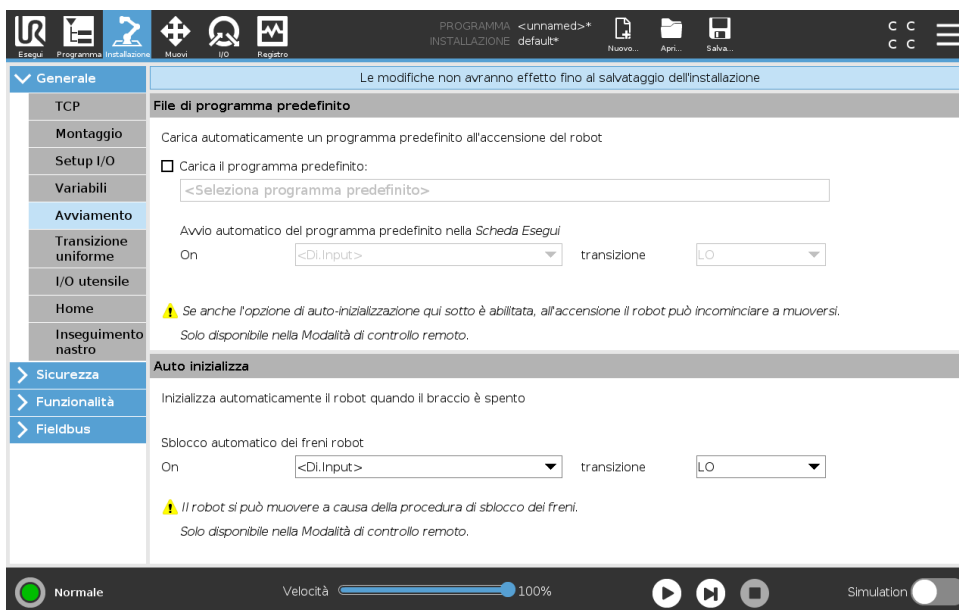 PROGRAMMA <unnamed>*
INSTALLAZIONE default*
Esegui Programma Installazione Muovi I/O Registro Nuovo... Apri... Salva...
C C
C C
Generale
TCP
Montaggio
Setup I/O
Variabili
Avviamento
Transizione
uniforme
I/O utensile
Home
Inseguimento
nastro
Sicurezza
Funzionalità
Fieldbus
Le modifiche non avranno effetto fino al salvataggio dell'installazione
File di programma predefinito
Carica automaticamente un programma predefinito all'accensione del robot
Carica il programma predefinito:
<Seleziona programma predefinito>
Avvio automatico del programma predefinito nella Scheda Esegui
On <Di.Input> transizione LO
Se anche l'opzione di auto-inizializzazione qui sotto è abilitata, all'accensione il robot può incominciare a muoversi.
Solo disponibile nella Modalità di controllo remoto.
Auto inizializza
Inizializza automaticamente il robot quando il braccio è spento
Sblocco automatico dei freni robot
On <Di.Input> transizione LO
Il robot si può muovere a causa della procedura di sblocco dei freni.
Solo disponibile nella Modalità di controllo remoto.
Normale Velocità 100% Simulation